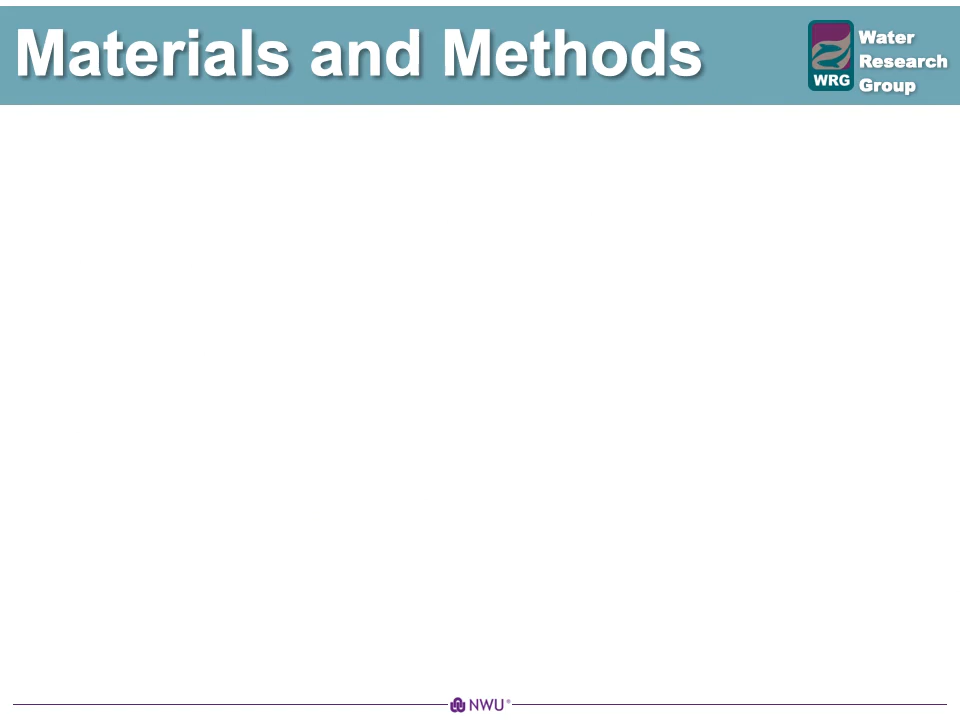 Materials and Methods
WRG
Water
Research
Group
NWU®